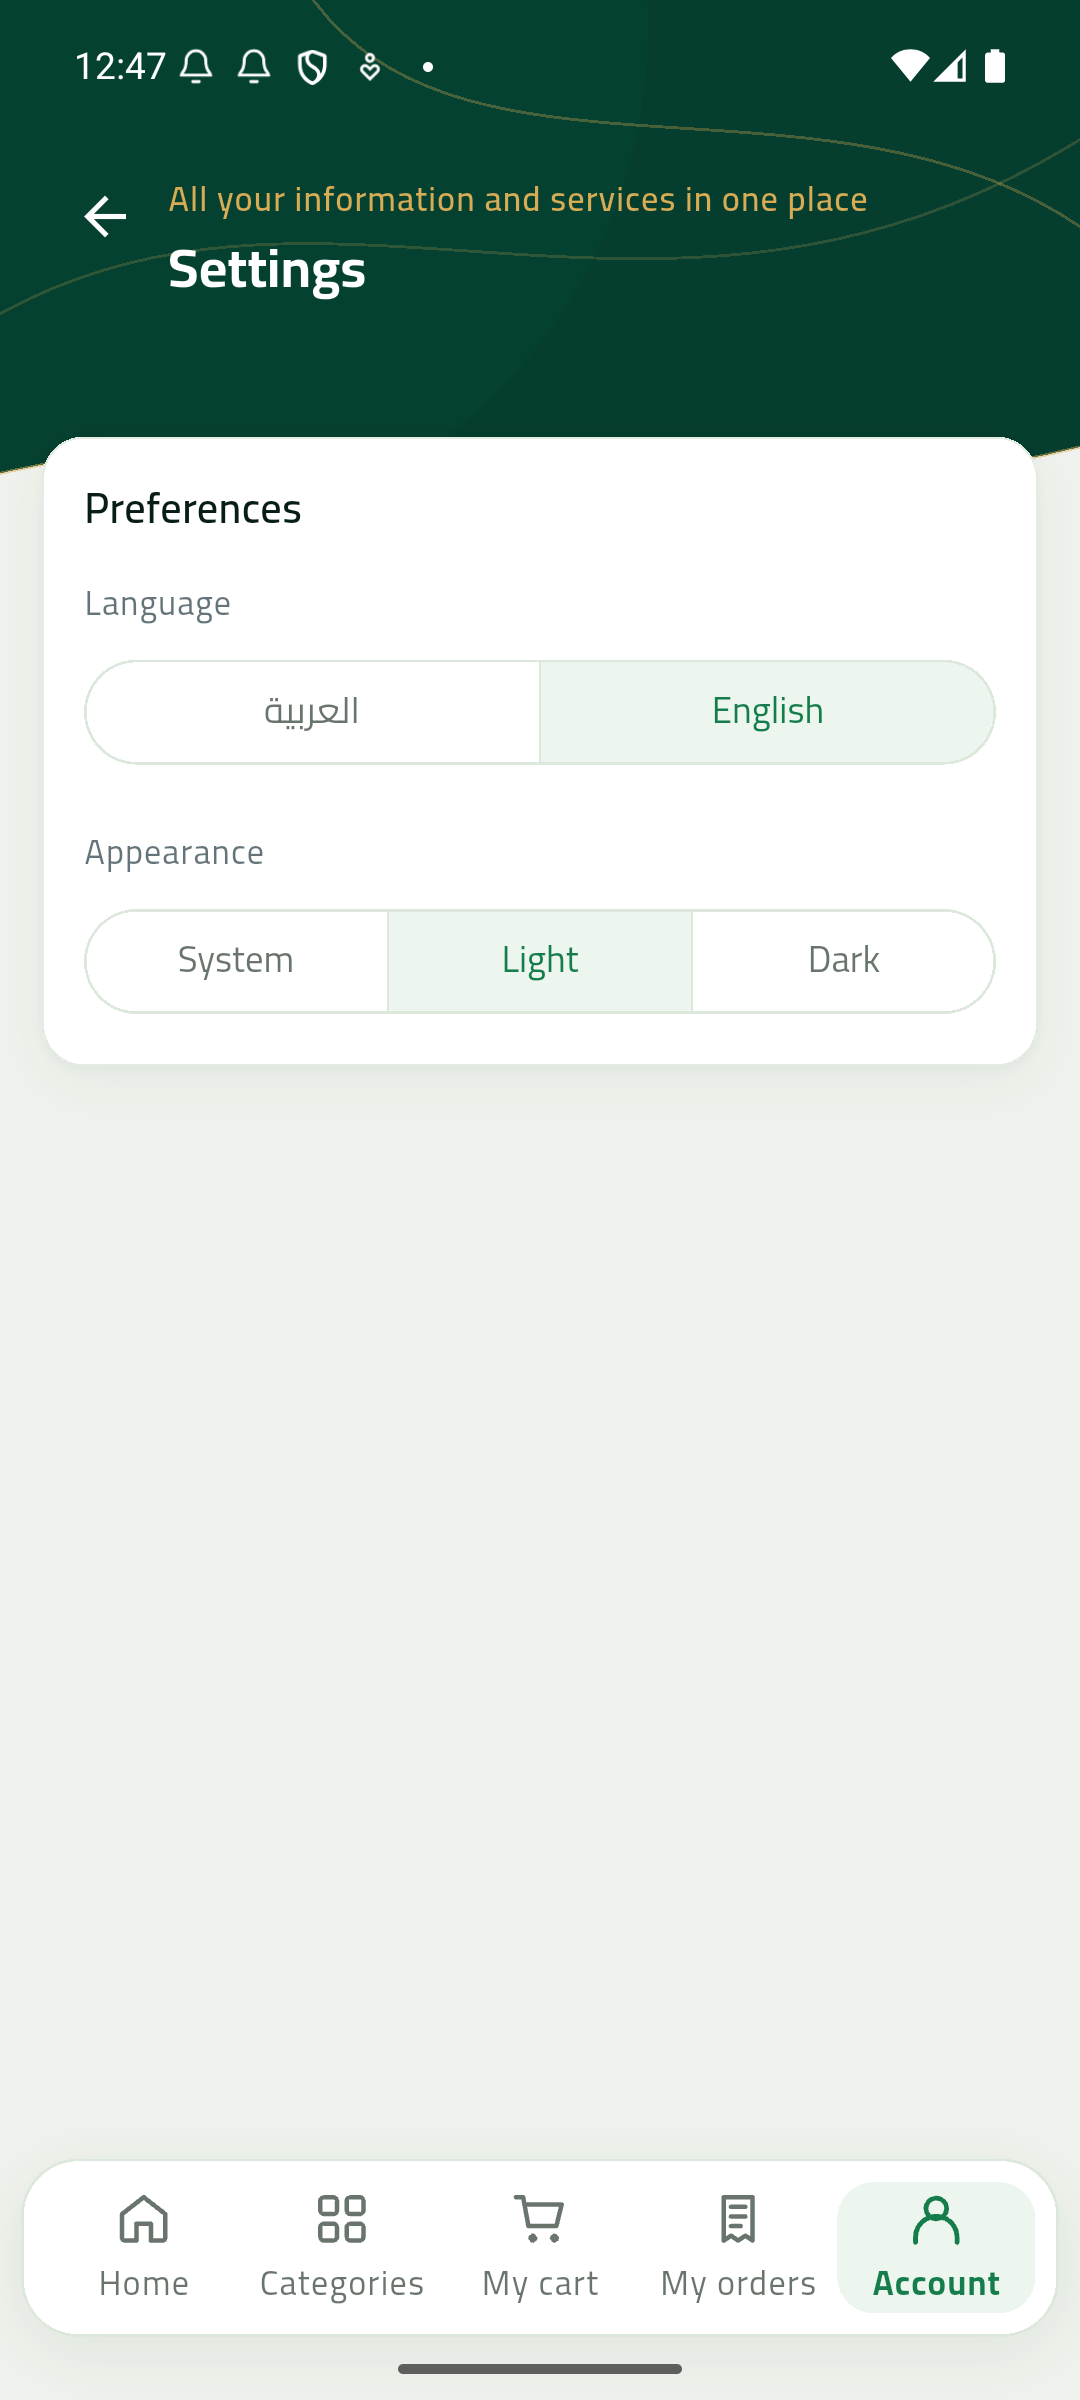 12:47
All your information and services in one place
Settings
Preferences
Language
العربية English
Appearance
System Light Dark
Home Categories My cart My orders Account